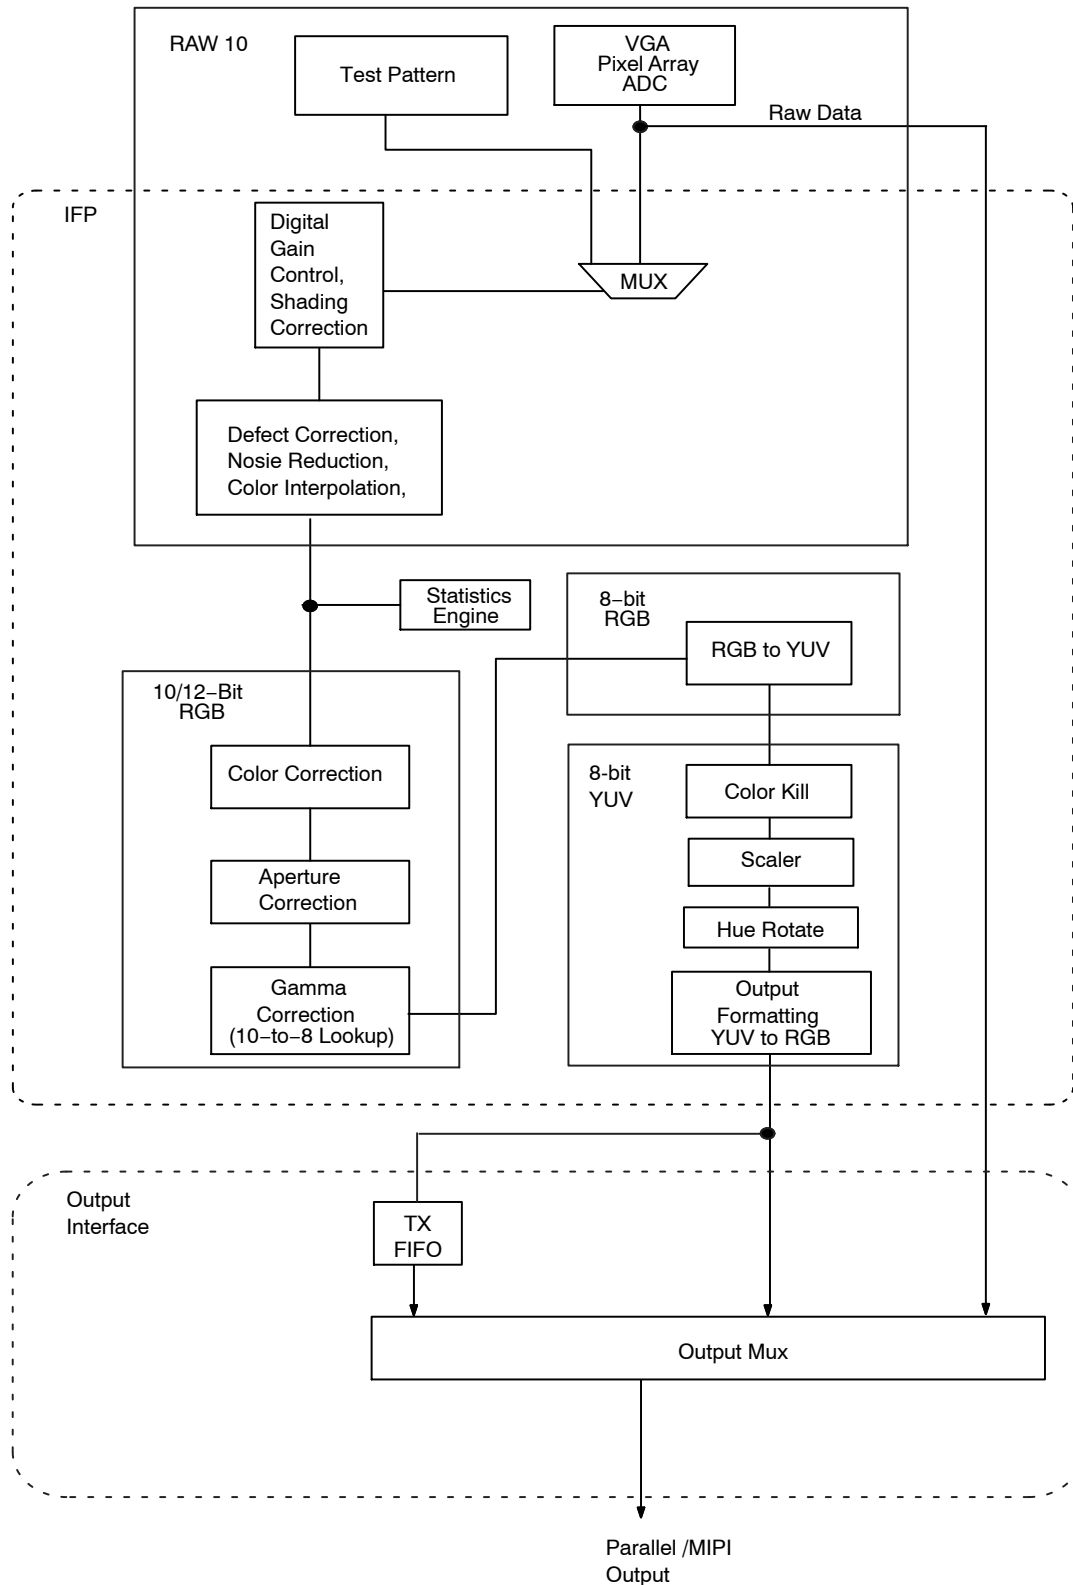 RAW 10
Test Pattern
VGA
Pixel Array
ADC
Raw Data
IFP
Digital
Gain
Control,
Shading
Correction
MUX
Defect Correction,
Nosie Reduction,
Color Interpolation,
Statistics
Engine
8−bit
RGB
RGB to YUV
10/12−Bit
RGB
Color Correction
Aperture
Correction
Gamma
Correction
(10−to−8 Lookup)
8-bit
YUV
Color Kill
Scaler
Hue Rotate
Output
Formatting
YUV to RGB
Output
Interface
TX
FIFO
Output Mux
Parallel /MIPI
Output